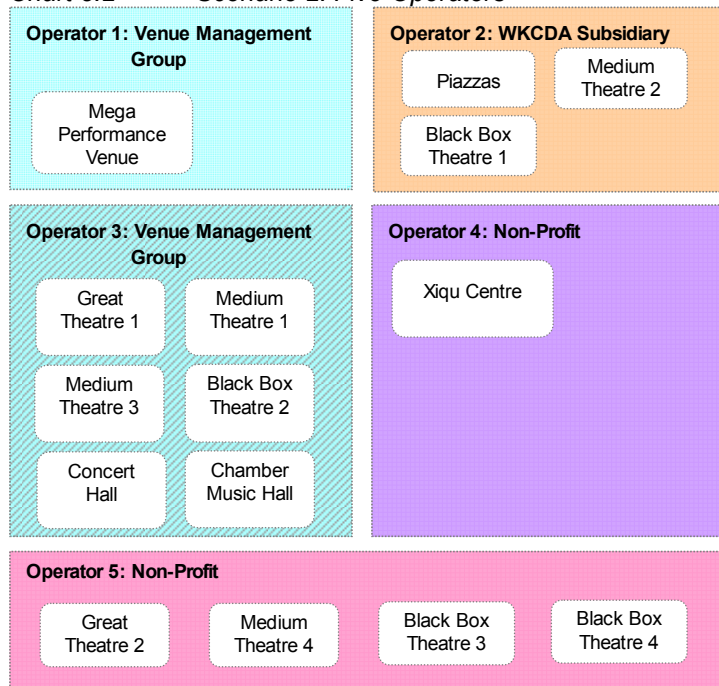 Operator 1: Venue Management
Group
Mega
Performance
Venue
Operator 2: WKCDA Subsidiary
Piazzas
Medium
Theatre 2
Black Box
Theatre 1
Operator 3: Venue Management
Group
Great
Theatre 1
Medium
Theatre 1
Medium
Theatre 3
Black Box
Theatre 2
Concert
Hall
Chamber
Music Hall
Operator 4: Non-Profit
Xiqu Centre
Operator 5: Non-Profit
Great
Theatre 2
Medium
Theatre 4
Black Box
Theatre 3
Black Box
Theatre 4